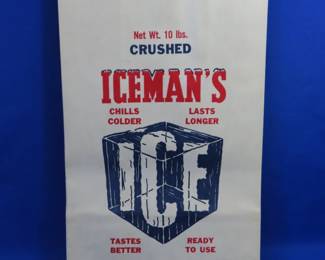 Net Wt. 10 lbs.
CRUSHED
ICEMAN'S
CHILLS COLDER
LASTS LONGER
ICE
TASTES BETTER
READY TO USE